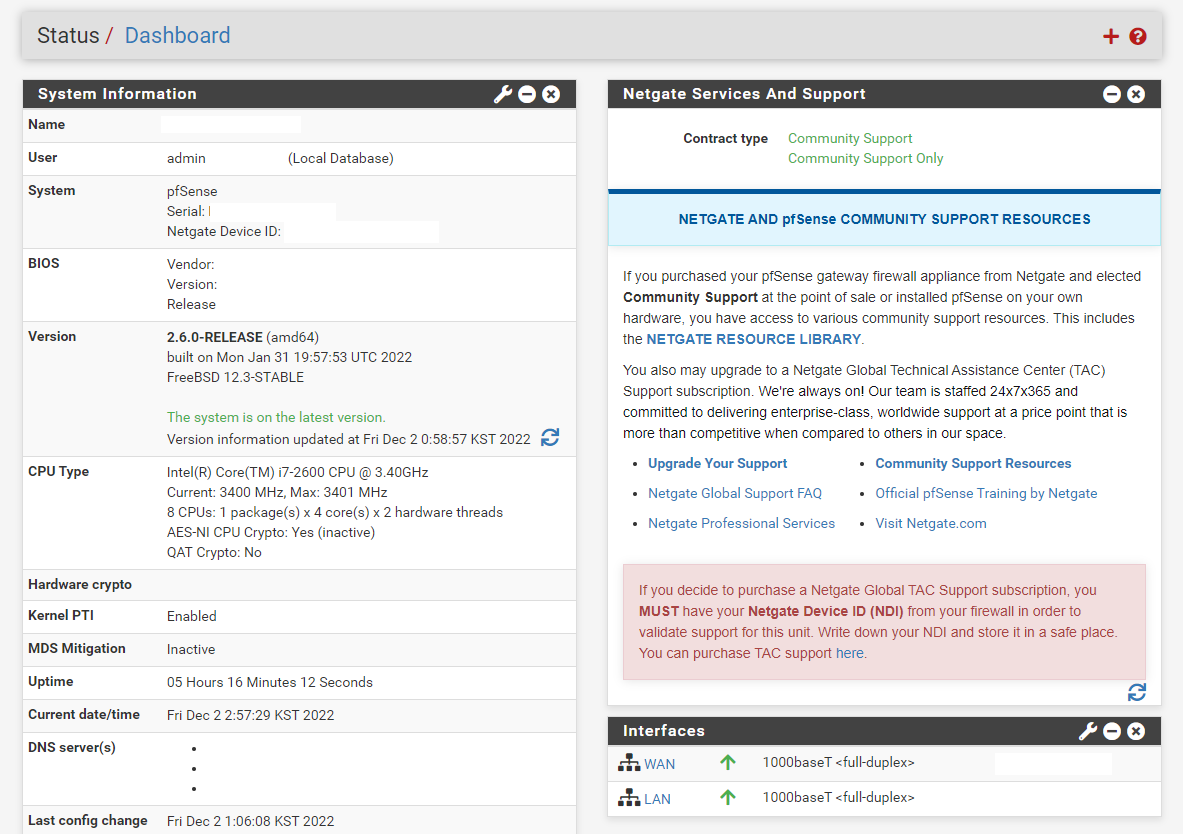 Status / Dashboard
System Information
Name
User admin (Local Database)
System pfSense
Serial:
Netgate Device ID:
BIOS Vendor:
Version:
Release
Version 2.6.0-RELEASE (amd64)
built on Mon Jan 31 19:57:53 UTC 2022
FreeBSD 12.3-STABLE
The system is on the latest version.
Version information updated at Fri Dec 2 0:58:57 KST 2022
CPU Type Intel(R) Core(TM) i7-2600 CPU @ 3.40GHz
Current: 3400 MHz, Max: 3401 MHz
8 CPUs: 1 package(s) x 4 core(s) x 2 hardware threads
AES-NI CPU Crypto: Yes (inactive)
QAT Crypto: No
Hardware crypto
Kernel PTI Enabled
MDS Mitigation Inactive
Uptime 05 Hours 16 Minutes 12 Seconds
Current date/time Fri Dec 2 2:57:29 KST 2022
DNS server(s)
Last config change Fri Dec 2 1:06:08 KST 2022
Netgate Services And Support
Contract type Community Support
Community Support Only
NETGATE AND pfSense COMMUNITY SUPPORT RESOURCES
If you purchased your pfSense gateway firewall appliance from Netgate and elected
Community Support at the point of sale or installed pfSense on your own
hardware, you have access to various community support resources. This includes
the NETGATE RESOURCE LIBRARY.
You also may upgrade to a Netgate Global Technical Assistance Center (TAC)
Support subscription. We're always on! Our team is staffed 24x7x365 and
committed to delivering enterprise-class, worldwide support at a price point that is
more than competitive when compared to others in our space.
• Upgrade Your Support • Community Support Resources
• Netgate Global Support FAQ • Official pfSense Training by Netgate
• Netgate Professional Services • Visit Netgate.com
If you decide to purchase a Netgate Global TAC Support subscription, you
MUST have your Netgate Device ID (NDI) from your firewall in order to
validate support for this unit. Write down your NDI and store it in a safe place.
You can purchase TAC support here.
Interfaces
WAN 1000baseT <full-duplex>
LAN 1000baseT <full-duplex>